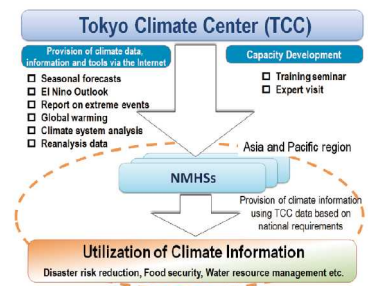 Tokyo Climate Center (TCC)
Provision of climate data,
information and tools via the Internet
Capacity Development
Seasonal forecasts
El Nino Outlook
Report on extreme events
Global warming
Climate system analysis
Reanalysis data
Training seminar
Expert visit
Asia and Pacific region
NMHSs
Provision of climate information
using TCC data based on
national requirements
Utilization of Climate Information
Disaster risk reduction, Food security, Water resource management etc.